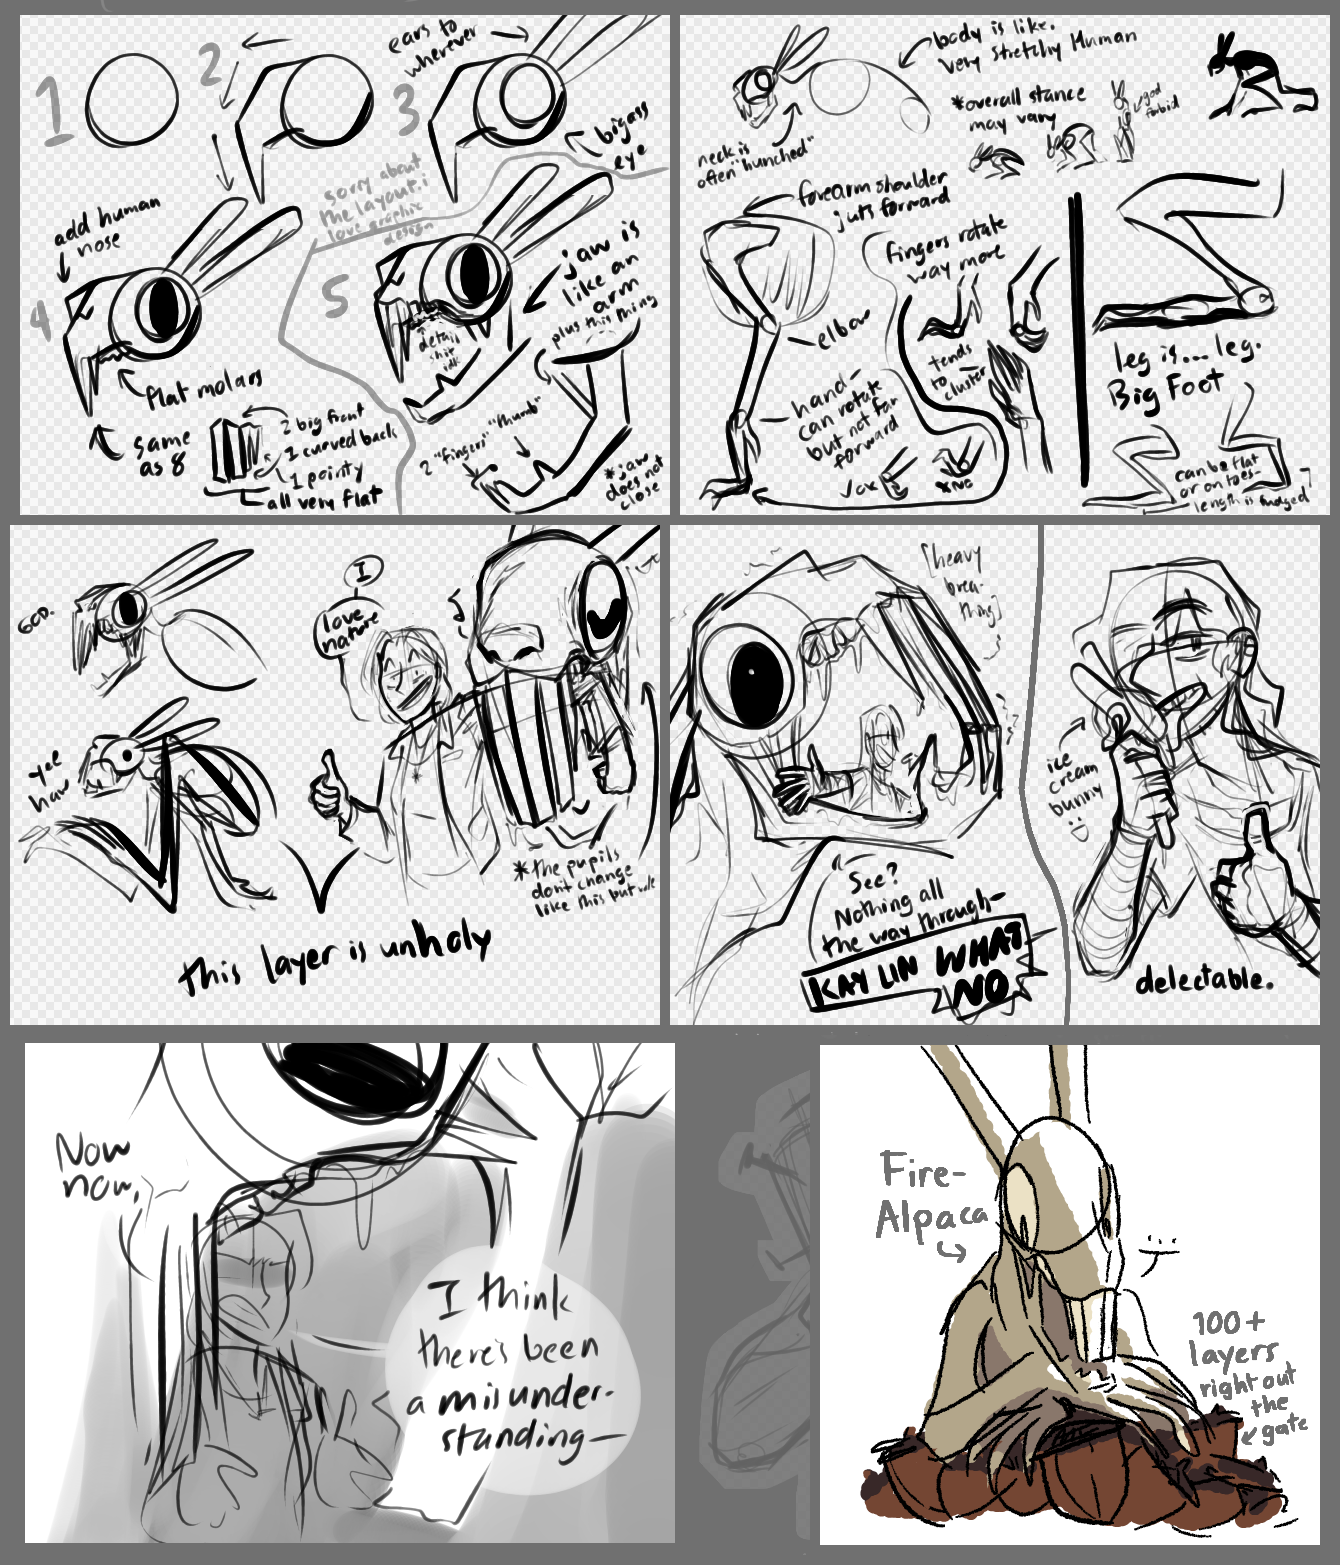 1
2
3
ears to
wherever
bigass
eye
sorry about
the layout. i
love graphic
design
add human
nose
4
flat molars
same
as 8
2 big front
1 curved back
1 pointy
all very flat
5
detail
shit
idk
jaw is
like an
arm
plus this thing
2 "fingers"
"thumb"
*jaw
does not
close
body is like.
very stretchy Human
*overall stance
may vary
god
forbid
neck is
often "hunched"
forearm shoulder
juts forward
elbow
hand-
can rotate
but not far
forward
fingers rotate
way more
tends
to
cluster
OK
NO
leg is... leg.
Big Foot
can be flat
or on toes-
length is fudged
GOD.
yee
haw
I
love
nature
*the pupils
don't change
like this but
this layer is unholy
[heavy
brea-
thing]
"See?
Nothing all
the way through-
KAY LIN WHAT
NO
ice
cream
bunny
delectable.
Now
now,
I think
there's been
a misunder-
standing—
Fire-
Alpaca
100+
layers
right out
the
gate